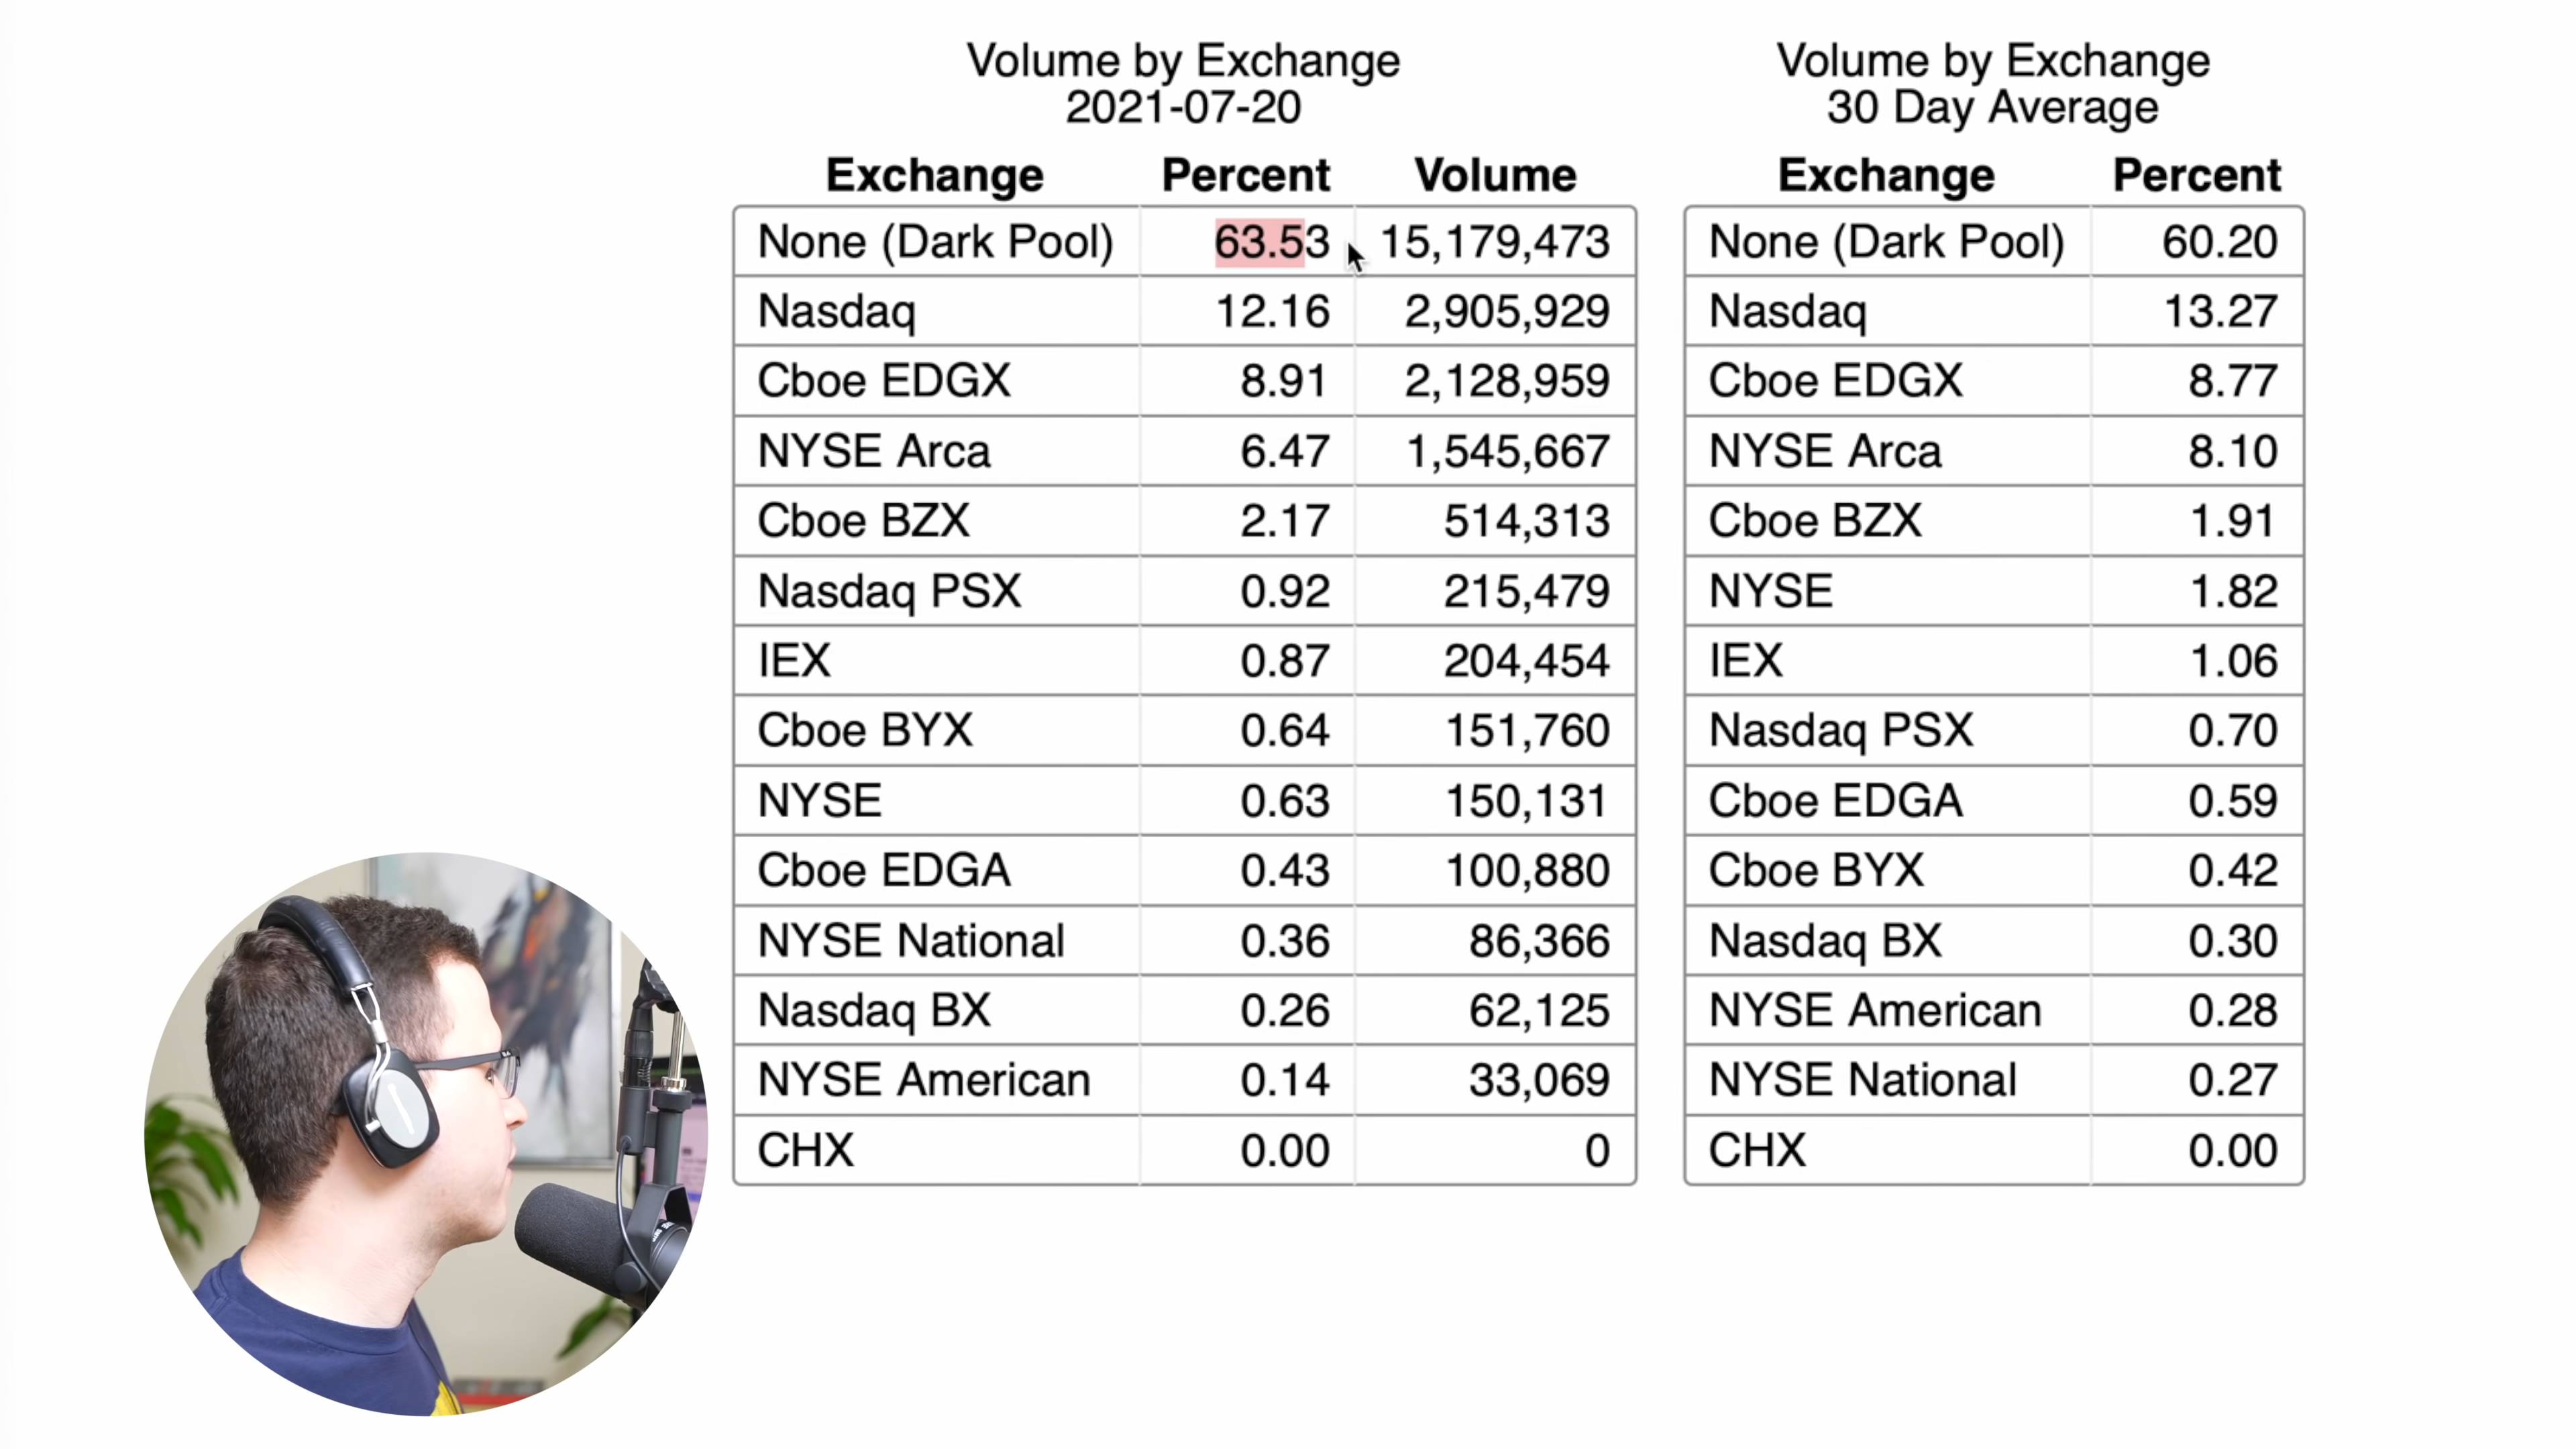 Volume by Exchange
2021-07-20
Exchange Percent Volume
None (Dark Pool) 63.53 15,179,473
Nasdaq 12.16 2,905,929
Cboe EDGX 8.91 2,128,959
NYSE Arca 6.47 1,545,667
Cboe BZX 2.17 514,313
Nasdaq PSX 0.92 215,479
IEX 0.87 204,454
Cboe BYX 0.64 151,760
NYSE 0.63 150,131
Cboe EDGA 0.43 100,880
NYSE National 0.36 86,366
Nasdaq BX 0.26 62,125
NYSE American 0.14 33,069
CHX 0.00 0
Volume by Exchange
30 Day Average
Exchange Percent
None (Dark Pool) 60.20
Nasdaq 13.27
Cboe EDGX 8.77
NYSE Arca 8.10
Cboe BZX 1.91
NYSE 1.82
IEX 1.06
Nasdaq PSX 0.70
Cboe EDGA 0.59
Cboe BYX 0.42
Nasdaq BX 0.30
NYSE American 0.28
NYSE National 0.27
CHX 0.00